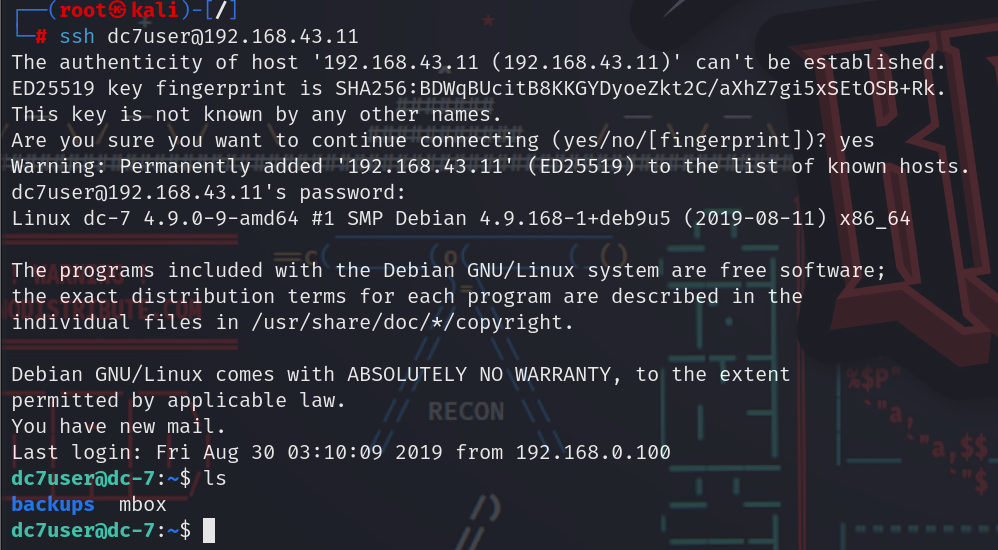 ┌──(root㉿kali)-[/]
└─# ssh dc7user@192.168.43.11
The authenticity of host '192.168.43.11 (192.168.43.11)' can't be established.
ED25519 key fingerprint is SHA256:BDWqBUcitB8KKGYDyoeZkt2C/aXhZ7gi5xSEtOSB+Rk.
This key is not known by any other names.
Are you sure you want to continue connecting (yes/no/[fingerprint])? yes
Warning: Permanently added '192.168.43.11' (ED25519) to the list of known hosts.
dc7user@192.168.43.11's password:
Linux dc-7 4.9.0-9-amd64 #1 SMP Debian 4.9.168-1+deb9u5 (2019-08-11) x86_64
The programs included with the Debian GNU/Linux system are free software;
the exact distribution terms for each program are described in the
individual files in /usr/share/doc/*/copyright.
Debian GNU/Linux comes with ABSOLUTELY NO WARRANTY, to the extent
permitted by applicable law.
RECON
You have new mail.
Last login: Fri Aug 30 03:10:09 2019 from 192.168.0.100
dc7user@dc-7:~$ ls
backups  mbox
dc7user@dc-7:~$